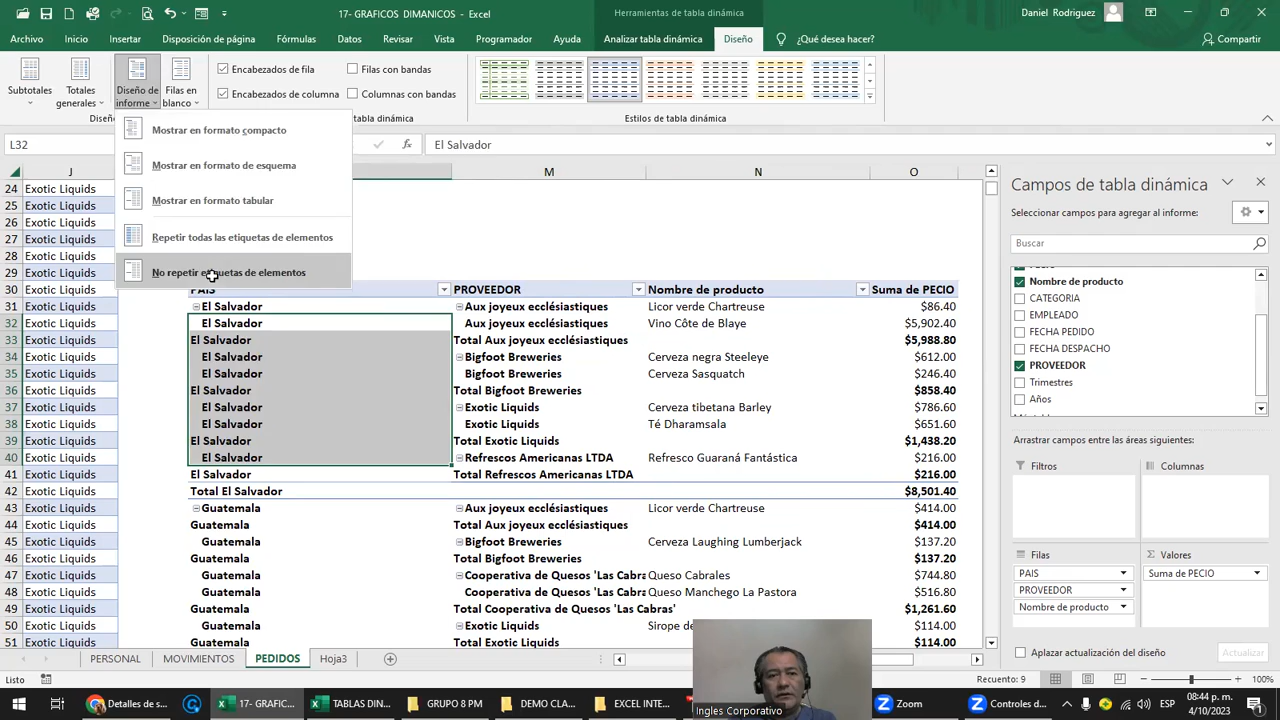 17- GRAFICOS DIMANICOS - Excel
Herramientas de tabla dinámica
Daniel Rodriguez
Archivo Inicio Insertar Disposición de página Fórmulas Datos Revisar Vista Programador Ayuda Analizar tabla dinámica Diseño ¿Qué desea hacer? Compartir
Subtotales
Totales generales
Diseño de informe
Filas en blanco
Encabezados de fila
Filas con bandas
Encabezados de columna
Columnas con bandas
Estilos de tabla dinámica
Mostrar en formato compacto
Mostrar en formato de esquema
Mostrar en formato tabular
Repetir todas las etiquetas de elementos
No repetir etiquetas de elementos
L32
El Salvador
J M N O
24 Exotic Liquids
25 Exotic Liquids
26 Exotic Liquids
27 Exotic Liquids
28 Exotic Liquids
29 Exotic Liquids
30 Exotic Liquids PAIS PROVEEDOR Nombre de producto Suma de PECIO
31 Exotic Liquids El Salvador Aux joyeux ecclésiastiques Licor verde Chartreuse $86.40
32 Exotic Liquids El Salvador Aux joyeux ecclésiastiques Vino Côte de Blaye $5,902.40
33 Exotic Liquids El Salvador Total Aux joyeux ecclésiastiques $5,988.80
34 Exotic Liquids El Salvador Bigfoot Breweries Cerveza negra Steeleye $612.00
35 Exotic Liquids El Salvador Bigfoot Breweries Cerveza Sasquatch $246.40
36 Exotic Liquids El Salvador Total Bigfoot Breweries $858.40
37 Exotic Liquids El Salvador Exotic Liquids Cerveza tibetana Barley $786.60
38 Exotic Liquids El Salvador Exotic Liquids Té Dharamsala $651.60
39 Exotic Liquids El Salvador Total Exotic Liquids $1,438.20
40 Exotic Liquids El Salvador Refrescos Americanas LTDA Refresco Guaraná Fantástica $216.00
41 Exotic Liquids El Salvador Total Refrescos Americanas LTDA $216.00
42 Exotic Liquids Total El Salvador $8,501.40
43 Exotic Liquids Guatemala Aux joyeux ecclésiastiques Licor verde Chartreuse $414.00
44 Exotic Liquids Guatemala Total Aux joyeux ecclésiastiques $414.00
45 Exotic Liquids Guatemala Bigfoot Breweries Cerveza Laughing Lumberjack $137.20
46 Exotic Liquids Guatemala Total Bigfoot Breweries $137.20
47 Exotic Liquids Guatemala Cooperativa de Quesos 'Las Cabra Queso Cabrales $744.80
48 Exotic Liquids Guatemala Cooperativa de Quesos 'Las Cabra Queso Manchego La Pastora $516.80
49 Exotic Liquids Guatemala Total Cooperativa de Quesos 'Las Cabras' $1,261.60
50 Exotic Liquids Guatemala Exotic Liquids Sirope de $114.00
51 Exotic Liquids Guatemala Total Exotic Liquids $114.00
Campos de tabla dinámica
Seleccionar campos para agregar al informe:
Buscar
Nombre de producto
CATEGORIA
EMPLEADO
FECHA PEDIDO
FECHA DESPACHO
PROVEEDOR
Trimestres
Años
Arrastrar campos entre las áreas siguientes:
Filtros
Columnas
Filas
Valores
PAIS
PROVEEDOR
Nombre de producto
Suma de PECIO
Aplazar actualización del diseño
Actualizar
PERSONAL MOVIMIENTOS PEDIDOS Hoja3
Listo
Recuento: 9
100%
Ingles Corporativo
Detalles de s...
17- GRAFIC...
TABLAS DIN...
GRUPO 8 PM
DEMO CLA...
EXCEL INTE...
Zoom
Controles d...
ESP
08:44 p. m.
4/10/2023